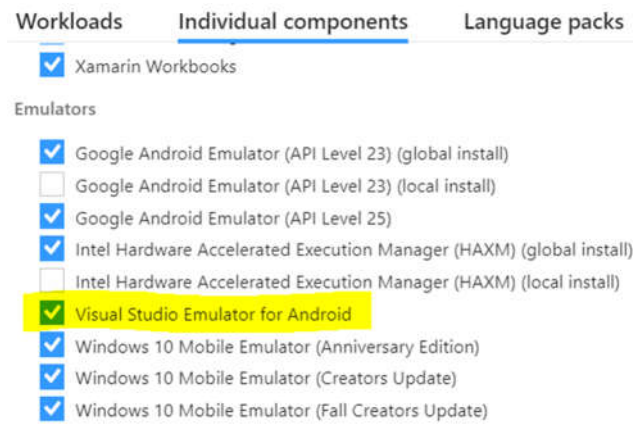 Workloads Individual components Language packs
Xamarin Workbooks
Emulators
Google Android Emulator (API Level 23) (global install)
Google Android Emulator (API Level 23) (local install)
Google Android Emulator (API Level 25)
Intel Hardware Accelerated Execution Manager (HAXM) (global install)
Intel Hardware Accelerated Execution Manager (HAXM) (local install)
Visual Studio Emulator for Android
Windows 10 Mobile Emulator (Anniversary Edition)
Windows 10 Mobile Emulator (Creators Update)
Windows 10 Mobile Emulator (Fall Creators Update)